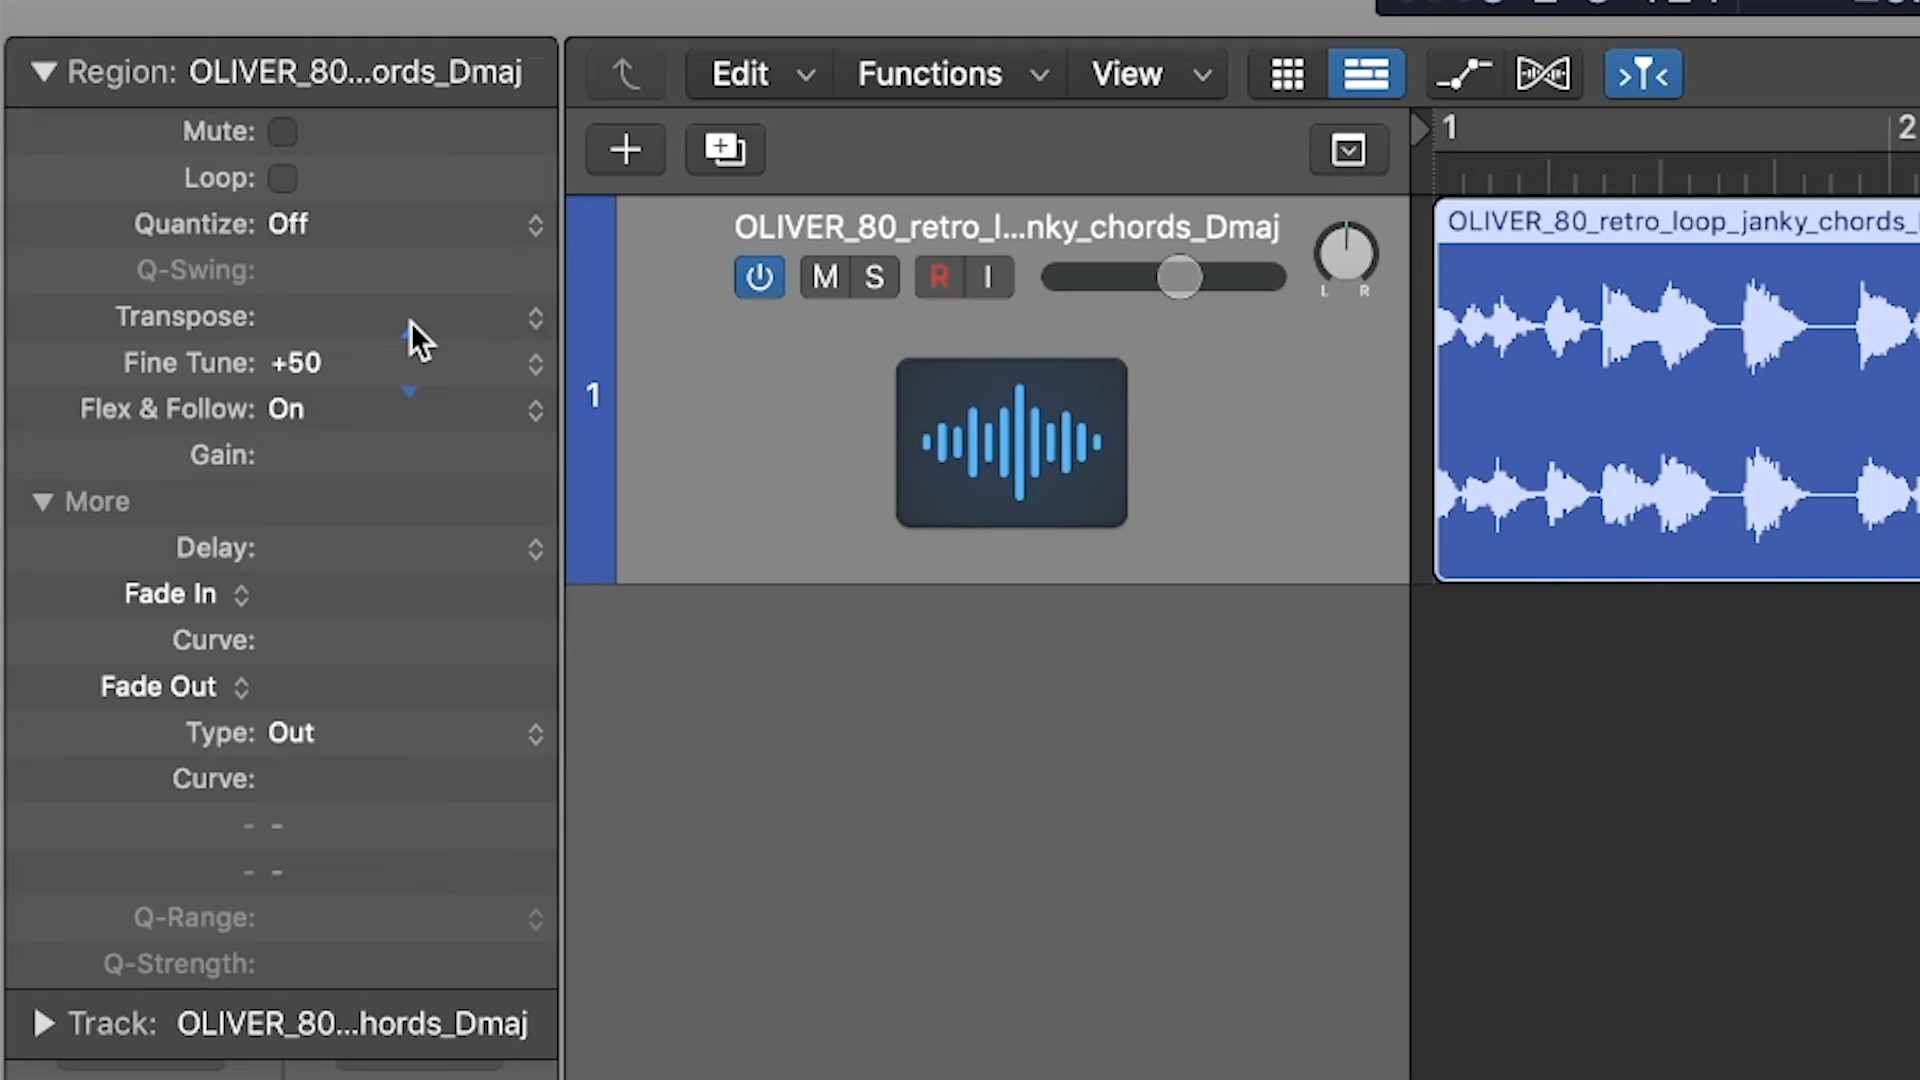 Region: OLIVER_80...ords_Dmaj
Mute:
Loop:
Quantize: Off
Q-Swing:
Transpose:
Fine Tune: +50
Flex & Follow: On
Gain:
More
Delay:
Fade In
Curve:
Fade Out
Type: Out
Curve:
- -
- -
Q-Range:
Q-Strength:
Track: OLIVER_80...hords_Dmaj
Edit Functions View
1 2
OLIVER_80_retro_l...nky_chords_Dmaj
M S R I
L R
1
OLIVER_80_retro_loop_janky_chords_